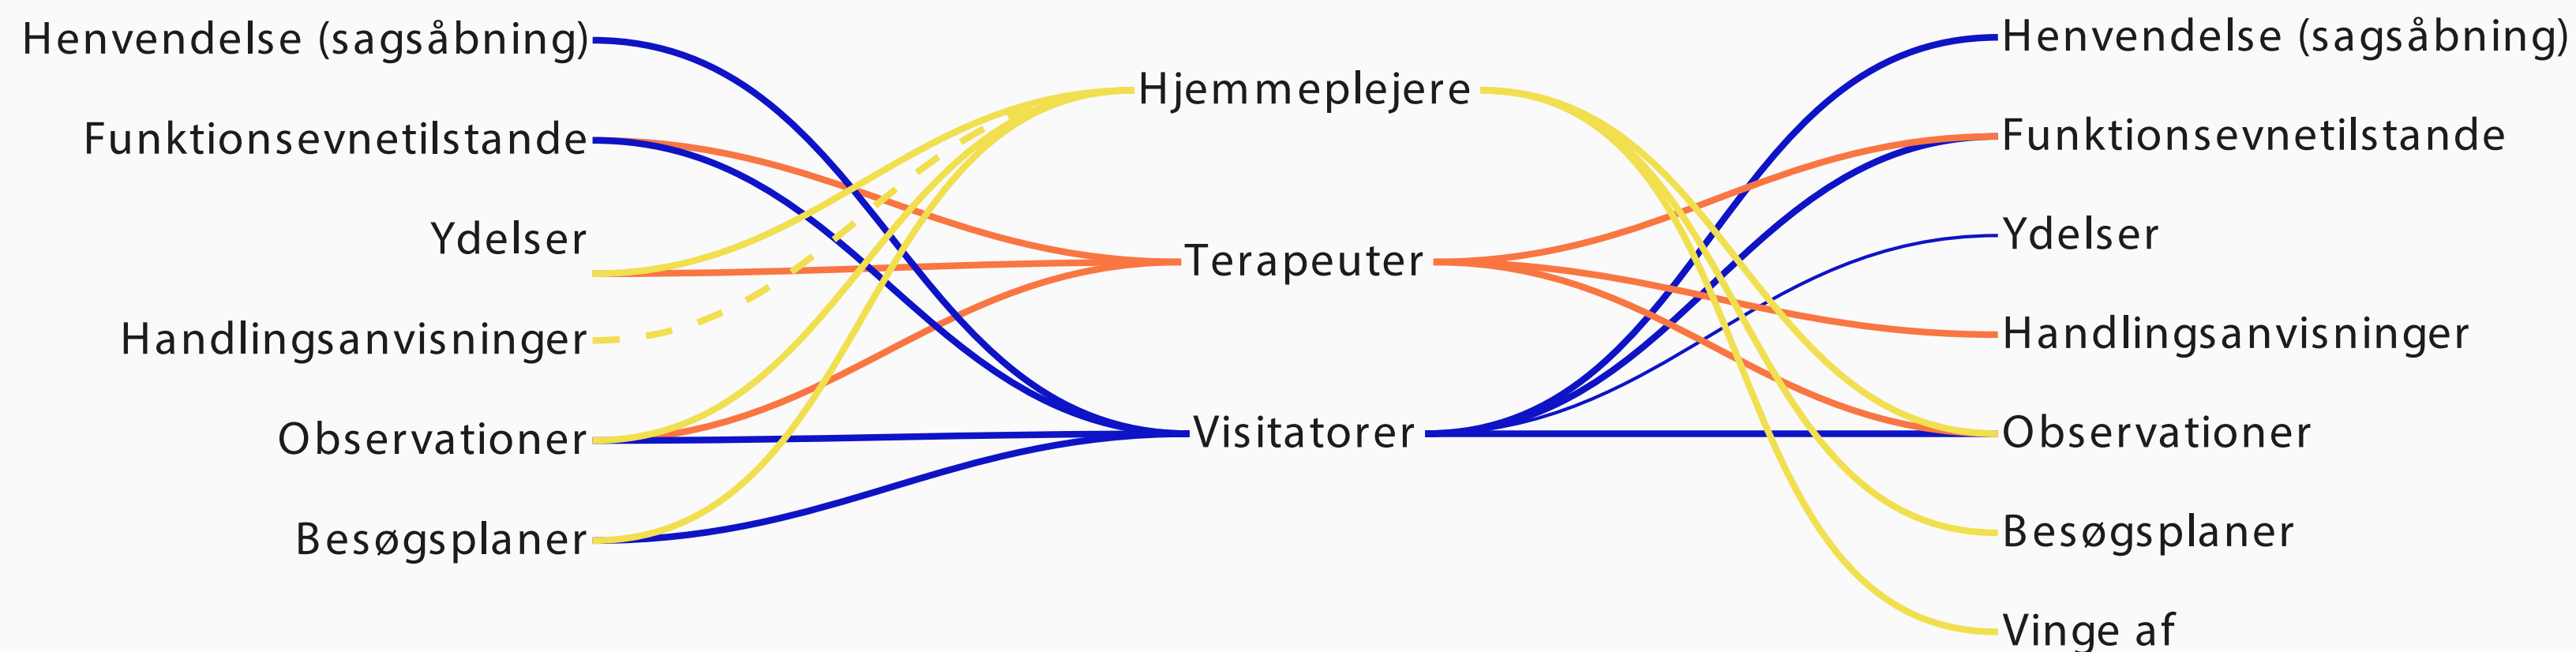 Henvendelse (sagsåbning)
Funktionsevnetilstande
Ydelser
Handlingsanvisninger
Observationer
Besøgsplaner
Hjemmeplejere
Terapeuter
Visitatorer
Henvendelse (sagsåbning)
Funktionsevnetilstande
Ydelser
Handlingsanvisninger
Observationer
Besøgsplaner
Vinge af